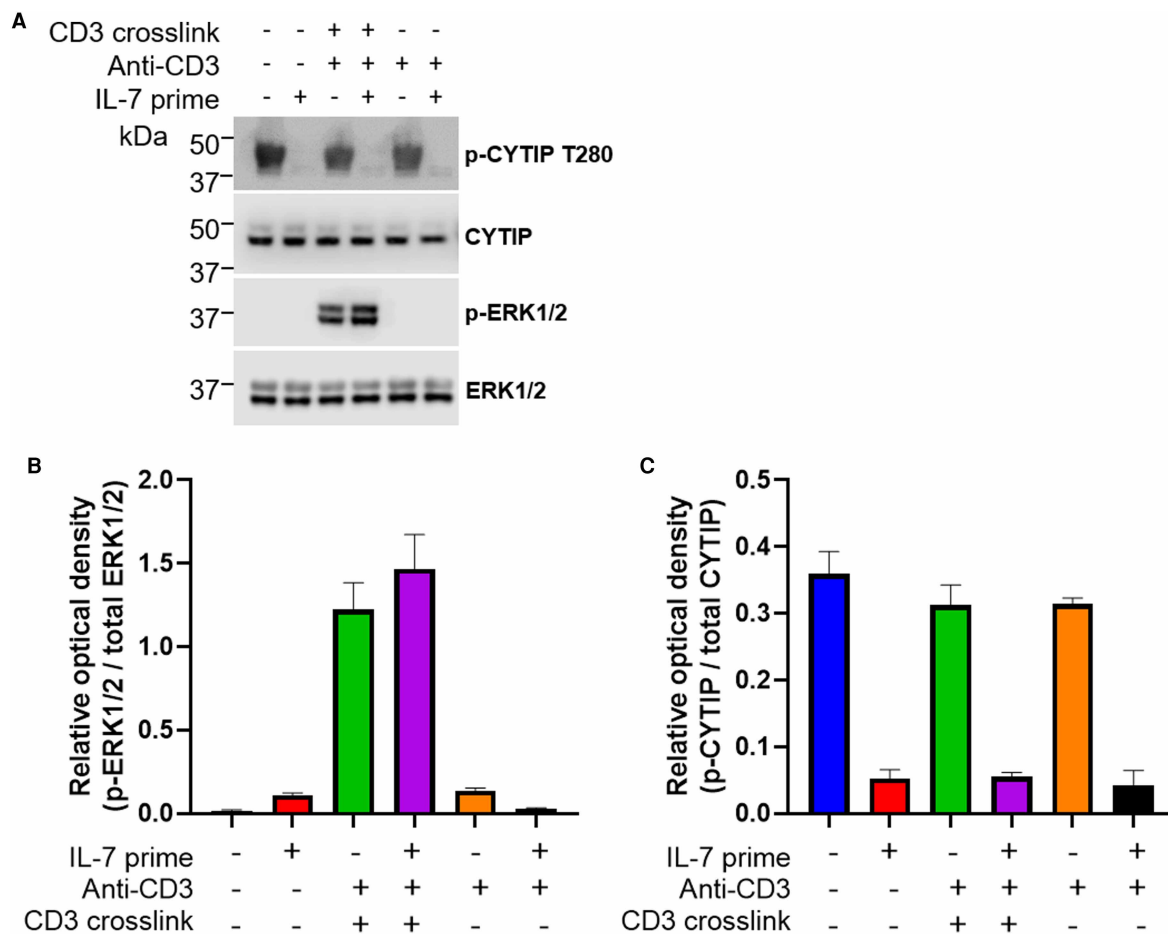 A
CD3 crosslink - - + + - -
Anti-CD3 - - + + + +
IL-7 prime - + - + - +
kDa
50
37
p-CYTIP T280
50
37
CYTIP
37
p-ERK1/2
37
ERK1/2
B
Relative optical density
(p-ERK1/2 / total ERK1/2)
2.0
1.5
1.0
0.5
0.0
IL-7 prime - + - + - +
Anti-CD3 - - + + + +
CD3 crosslink - - + + - -
C
Relative optical density
(p-CYTIP / total CYTIP)
0.5
0.4
0.3
0.2
0.1
0.0
IL-7 prime - + - + - +
Anti-CD3 - - + + + +
CD3 crosslink - - + + - -